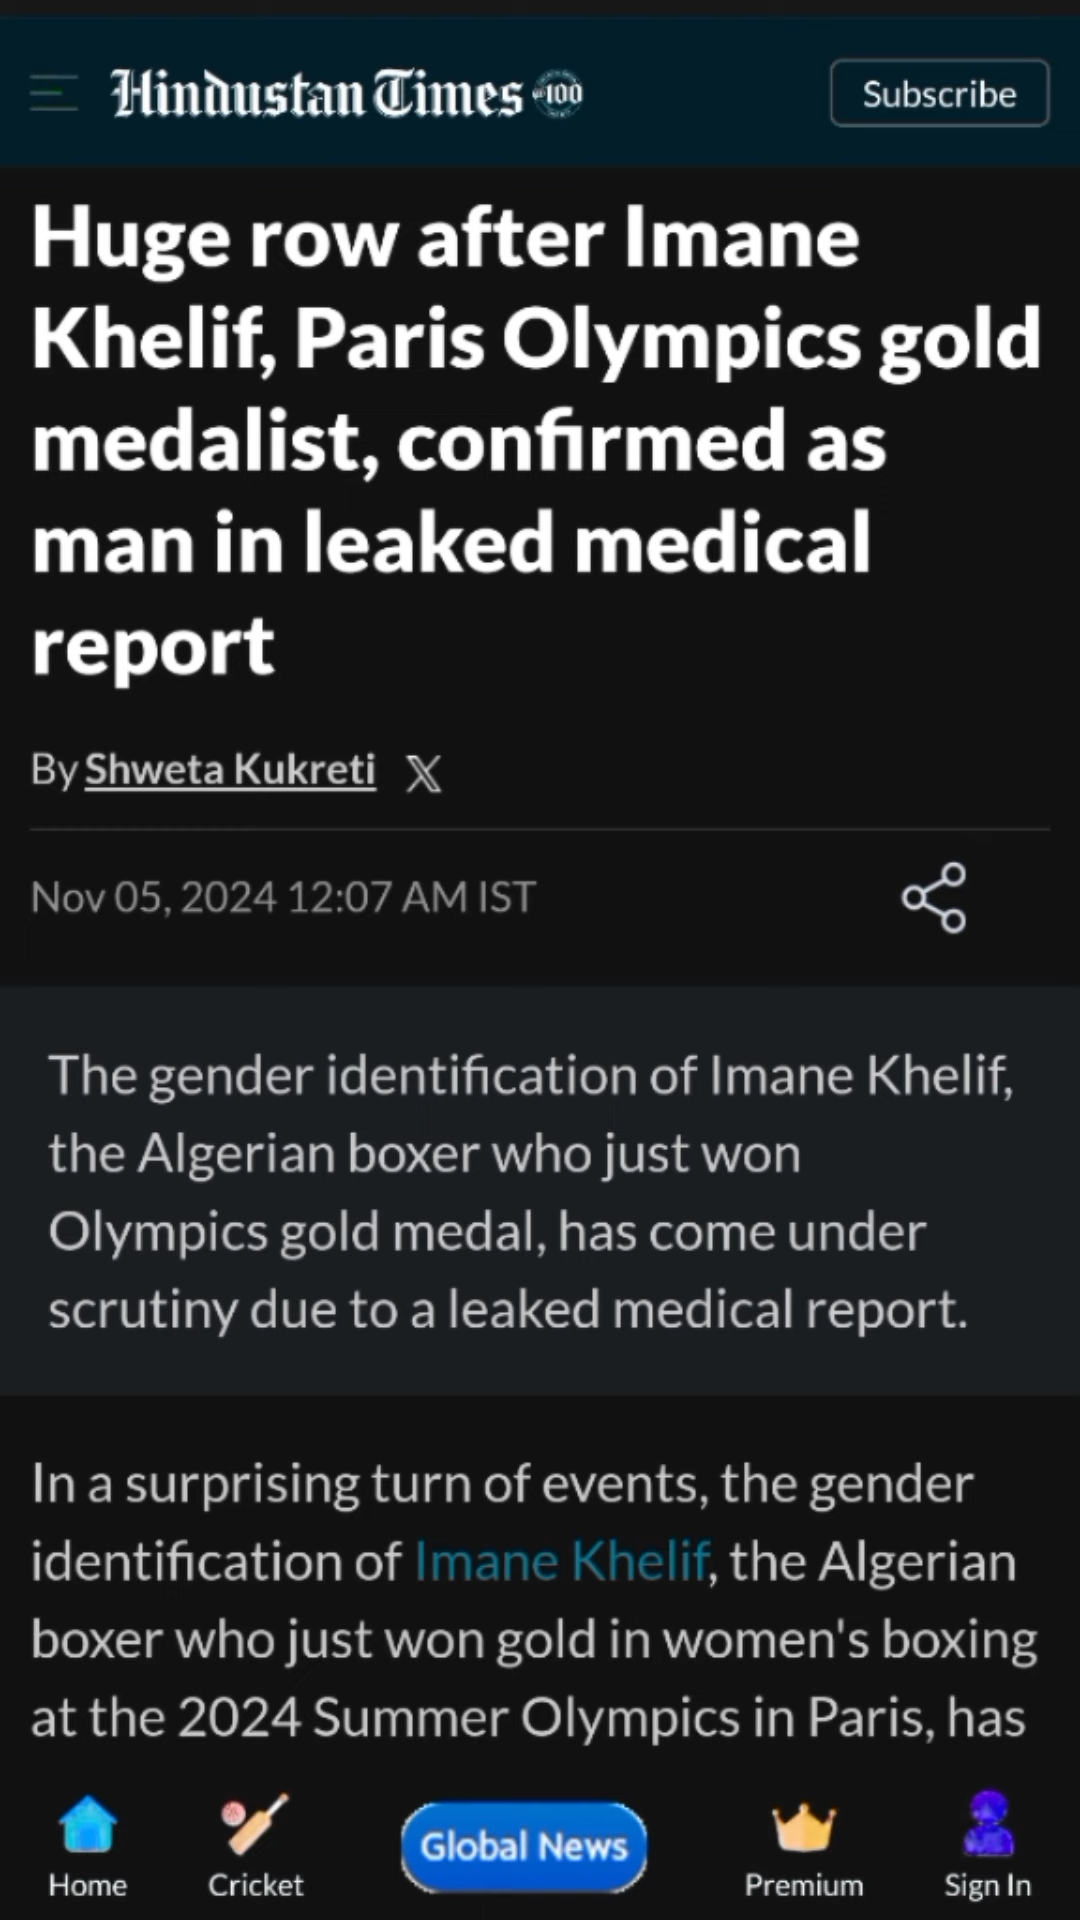 Hindustan Times 100
Subscribe
Huge row after Imane
Khelif, Paris Olympics gold
medalist, confirmed as
man in leaked medical
report
By Shweta Kukreti X
Nov 05, 2024 12:07 AM IST
The gender identification of Imane Khelif,
the Algerian boxer who just won
Olympics gold medal, has come under
scrutiny due to a leaked medical report.
In a surprising turn of events, the gender
identification of Imane Khelif, the Algerian
boxer who just won gold in women's boxing
at the 2024 Summer Olympics in Paris, has
Home Cricket Global News Premium Sign In